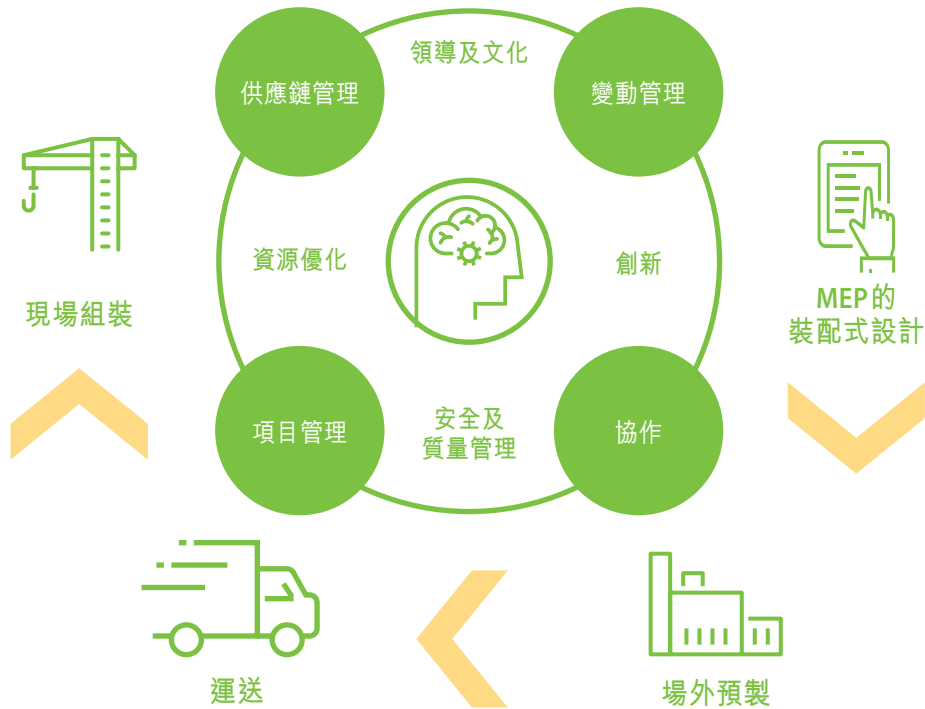 領導及文化
供應鏈管理
變動管理
資源優化
創新
現場組裝
MEP的
裝配式設計
項目管理
安全及
質量管理
協作
運送
場外預製